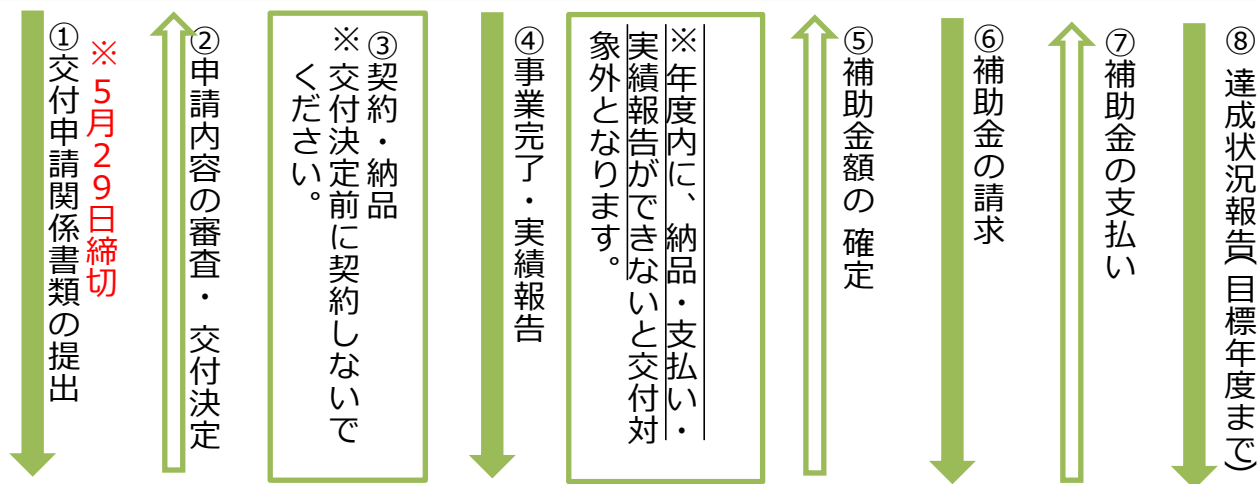 ①交付申請関係書類の提出
※5月29日締切
②申請内容の審査・交付決定
③契約・納品
※交付決定前に契約しないで
ください。
④事業完了・実績報告
※年度内に、納品・支払い・
実績報告ができないと交付対
象外となります。
⑤補助金額の確定
⑥補助金の請求
⑦補助金の支払い
⑧達成状況報告(目標年度まで)